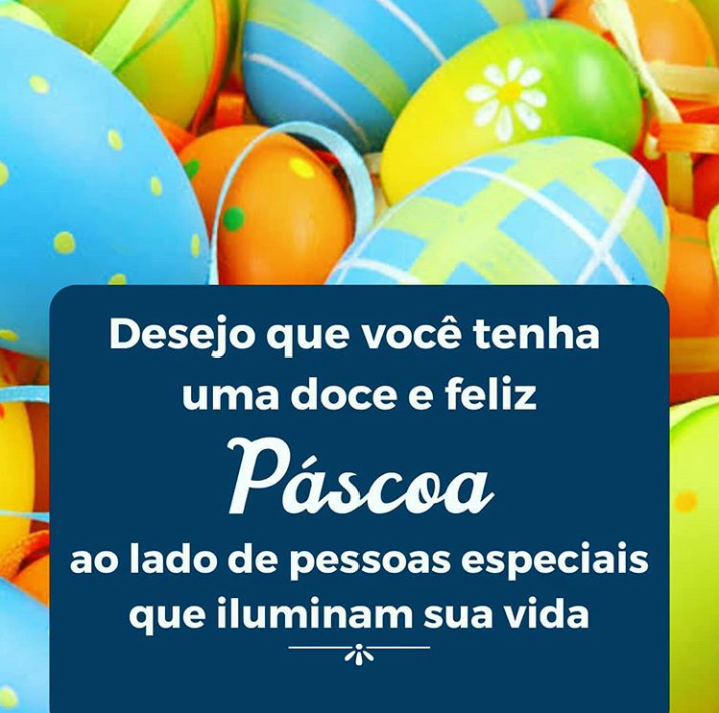 Desejo que você tenha
uma doce e feliz
Páscoa
ao lado de pessoas especiais
que iluminam sua vida